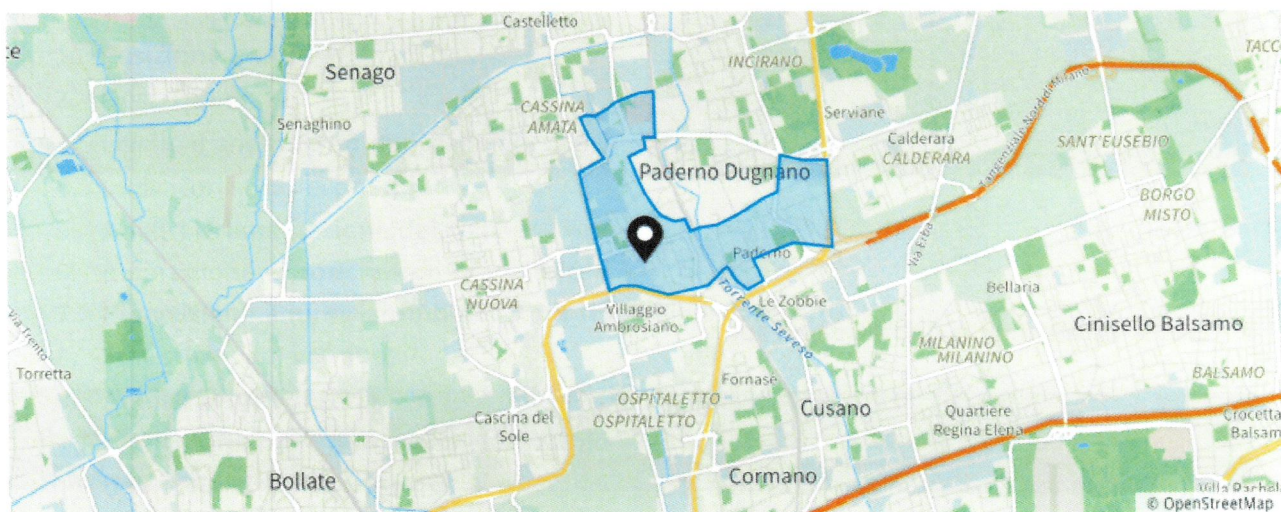 Castelletto
TACC
te
Senago
INCIRANO
CASSINA
AMATA
Senaghino
Serviane
Calderara
CALDERARA
Tangenziale Nord di Milano
SANT'EUSEBIO
Paderno Dugnano
BORGO
MISTO
Via Erba
Paderno
CASSINA
NUOVA
Torrente Seveso
Le Zobbie
Bellaria
Villaggio
Ambrosiano
Cinisello Balsamo
Via Trento
MILANINO
MILANINO
Torretta
Fornasè
BALSAMO
OSPITALETTO
OSPITALETTO
Cusano
Cascina del
Sole
Quartiere
Regina Elena
Crocetta
Balsam
Bollate
Cormano
Villa Rachel
© OpenStreetMap